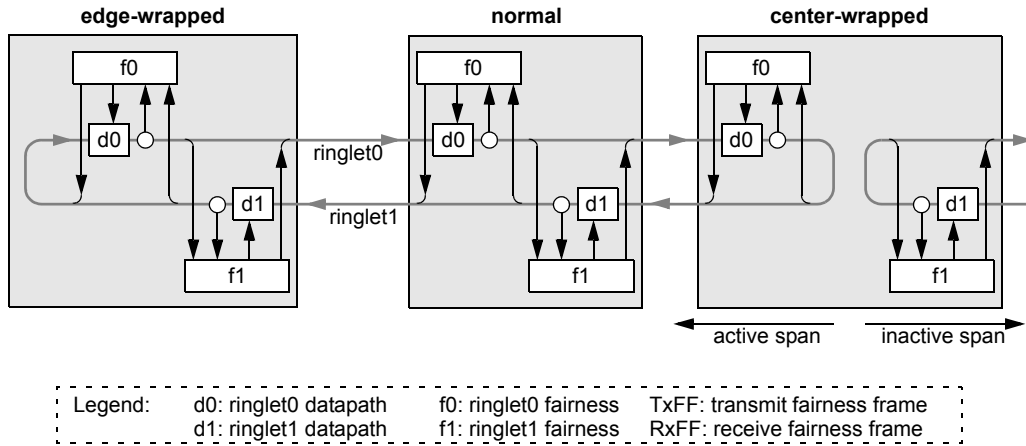 edge-wrapped normal center-wrapped
f0 f0 f0
d0 d0 d0
ringlet0
d1 d1 d1
ringlet1
f1 f1 f1
active span inactive span
Legend: d0: ringlet0 datapath f0: ringlet0 fairness TxFF: transmit fairness frame
d1: ringlet1 datapath f1: ringlet1 fairness RxFF: receive fairness frame